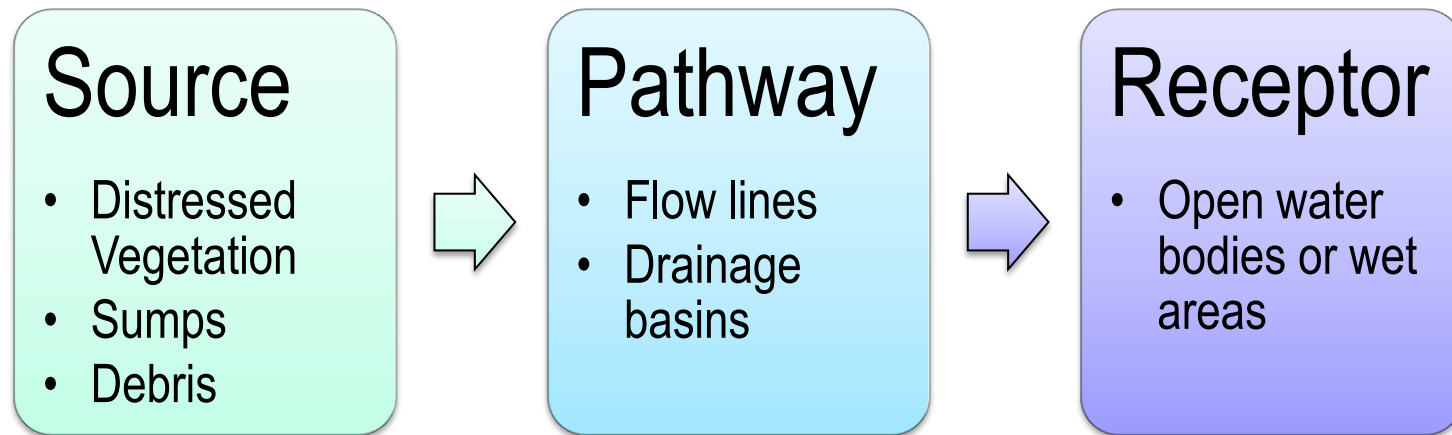 Source
• Distressed
Vegetation
• Sumps
• Debris
Pathway
• Flow lines
• Drainage
basins
Receptor
• Open water
bodies or wet
areas